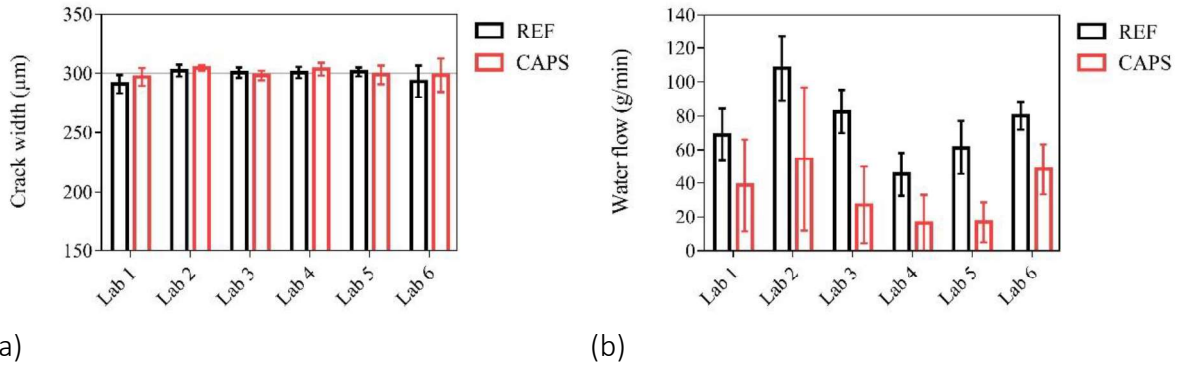 350
300
250
200
150
Crack width (µm)
Lab 1
Lab 2
Lab 3
Lab 4
Lab 5
Lab 6
REF
CAPS
a)
140
120
100
80
60
40
20
0
Water flow (g/min)
Lab 1
Lab 2
Lab 3
Lab 4
Lab 5
Lab 6
REF
CAPS
(b)